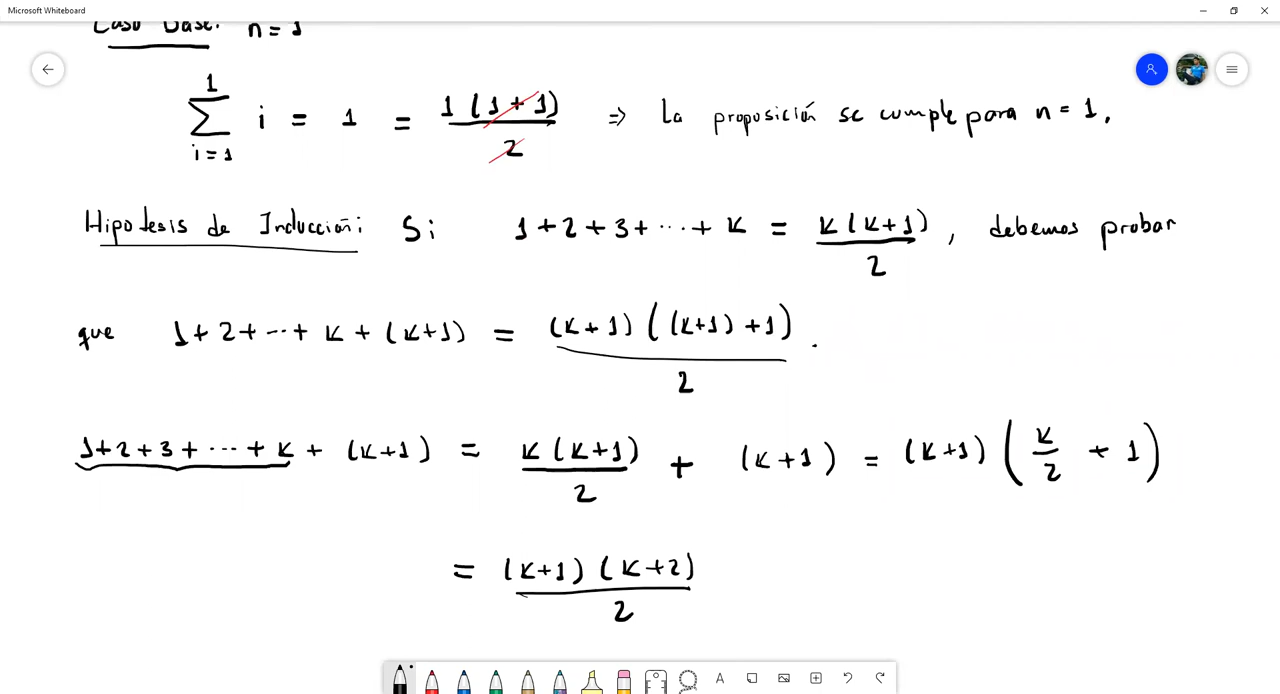 Microsoft Whiteboard
Caso base: n = 1
∑_{i=1}^{1} i = 1 = 1(1+1)/2 ⇒ La proposición se cumple para n = 1.
Hipotesis de Inducción: Si 1+2+3+···+k = k(k+1)/2, debemos probar
que 1+2+···+k+(k+1) = (k+1)((k+1)+1)/2.
1+2+3+···+k+(k+1) = k(k+1)/2 + (k+1) = (k+1)(k/2 + 1)
= (k+1)(k+2)/2